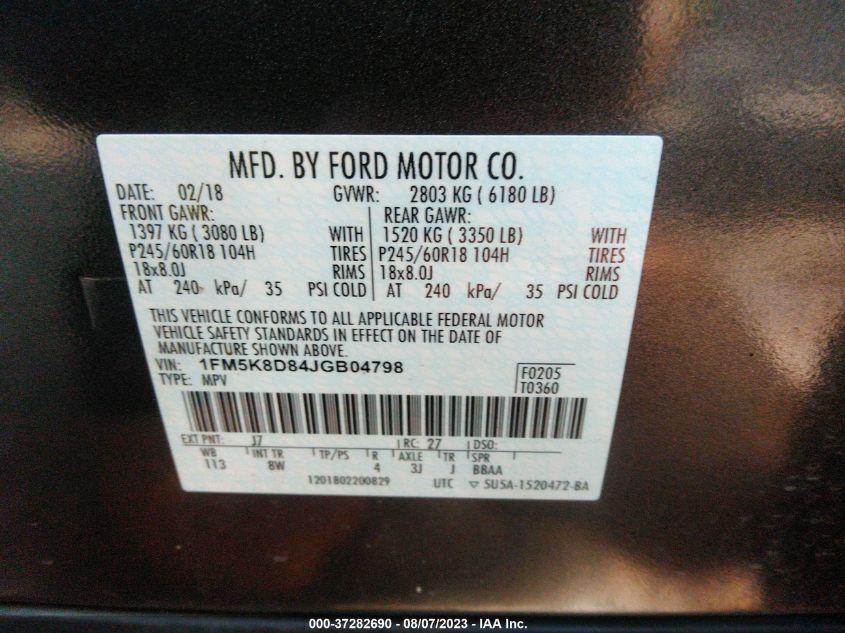 MFD. BY FORD MOTOR CO.
DATE: 02/18 GVWR: 2803 KG ( 6180 LB)
FRONT GAWR: REAR GAWR:
1397 KG ( 3080 LB) WITH 1520 KG ( 3350 LB) WITH
P245/60R18 104H TIRES P245/60R18 104H TIRES
18x8.0J RIMS 18x8.0J RIMS
AT 240 kPa/ 35 PSI COLD AT 240 kPa/ 35 PSI COLD
THIS VEHICLE CONFORMS TO ALL APPLICABLE FEDERAL MOTOR
VEHICLE SAFETY STANDARDS IN EFFECT ON THE DATE OF
MANUFACTURE SHOWN ABOVE.
VIN: 1FM5K8D84JGB04798 F0205
TYPE: MPV T0360
EXT PNT: J7 RC: 27 DSO:
WB INT TR TP/PS R AXLE TR SPR
113 8W 4 3J J BBAA
1201802200829 UTC ▽ SUSA-1520472-BA
000-37282690 - 08/07/2023 - IAA Inc.